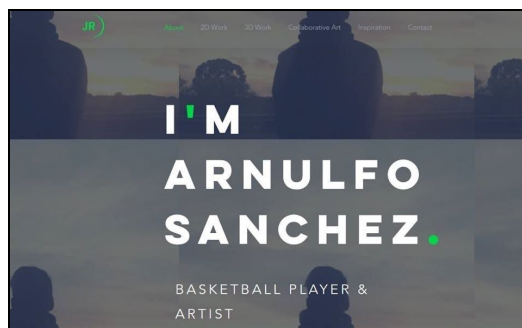 JR
About 2D Work 3D Work Collaborative Art Inspiration Contact
I'M
ARNULFO
SANCHEZ.
BASKETBALL PLAYER &
ARTIST